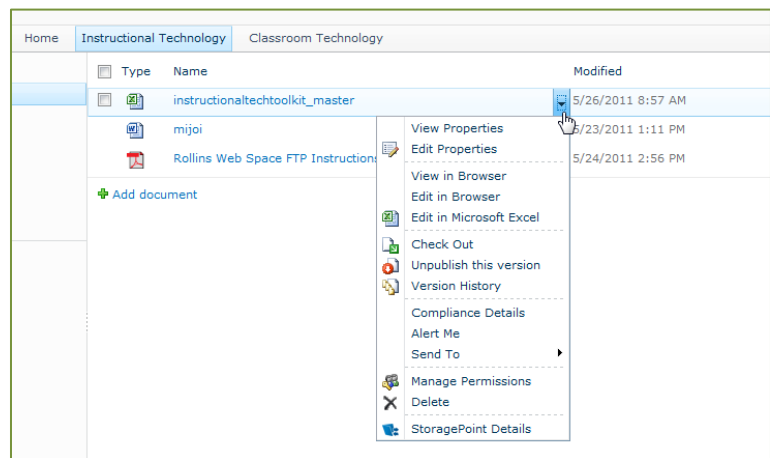 Home Instructional Technology Classroom Technology
Type Name Modified
instructionaltechtoolkit_master 5/26/2011 8:57 AM
mijoi 5/23/2011 1:11 PM
Rollins Web Space FTP Instructions 5/24/2011 2:56 PM
Add document
View Properties
Edit Properties
View in Browser
Edit in Browser
Edit in Microsoft Excel
Check Out
Unpublish this version
Version History
Compliance Details
Alert Me
Send To
Manage Permissions
Delete
StoragePoint Details